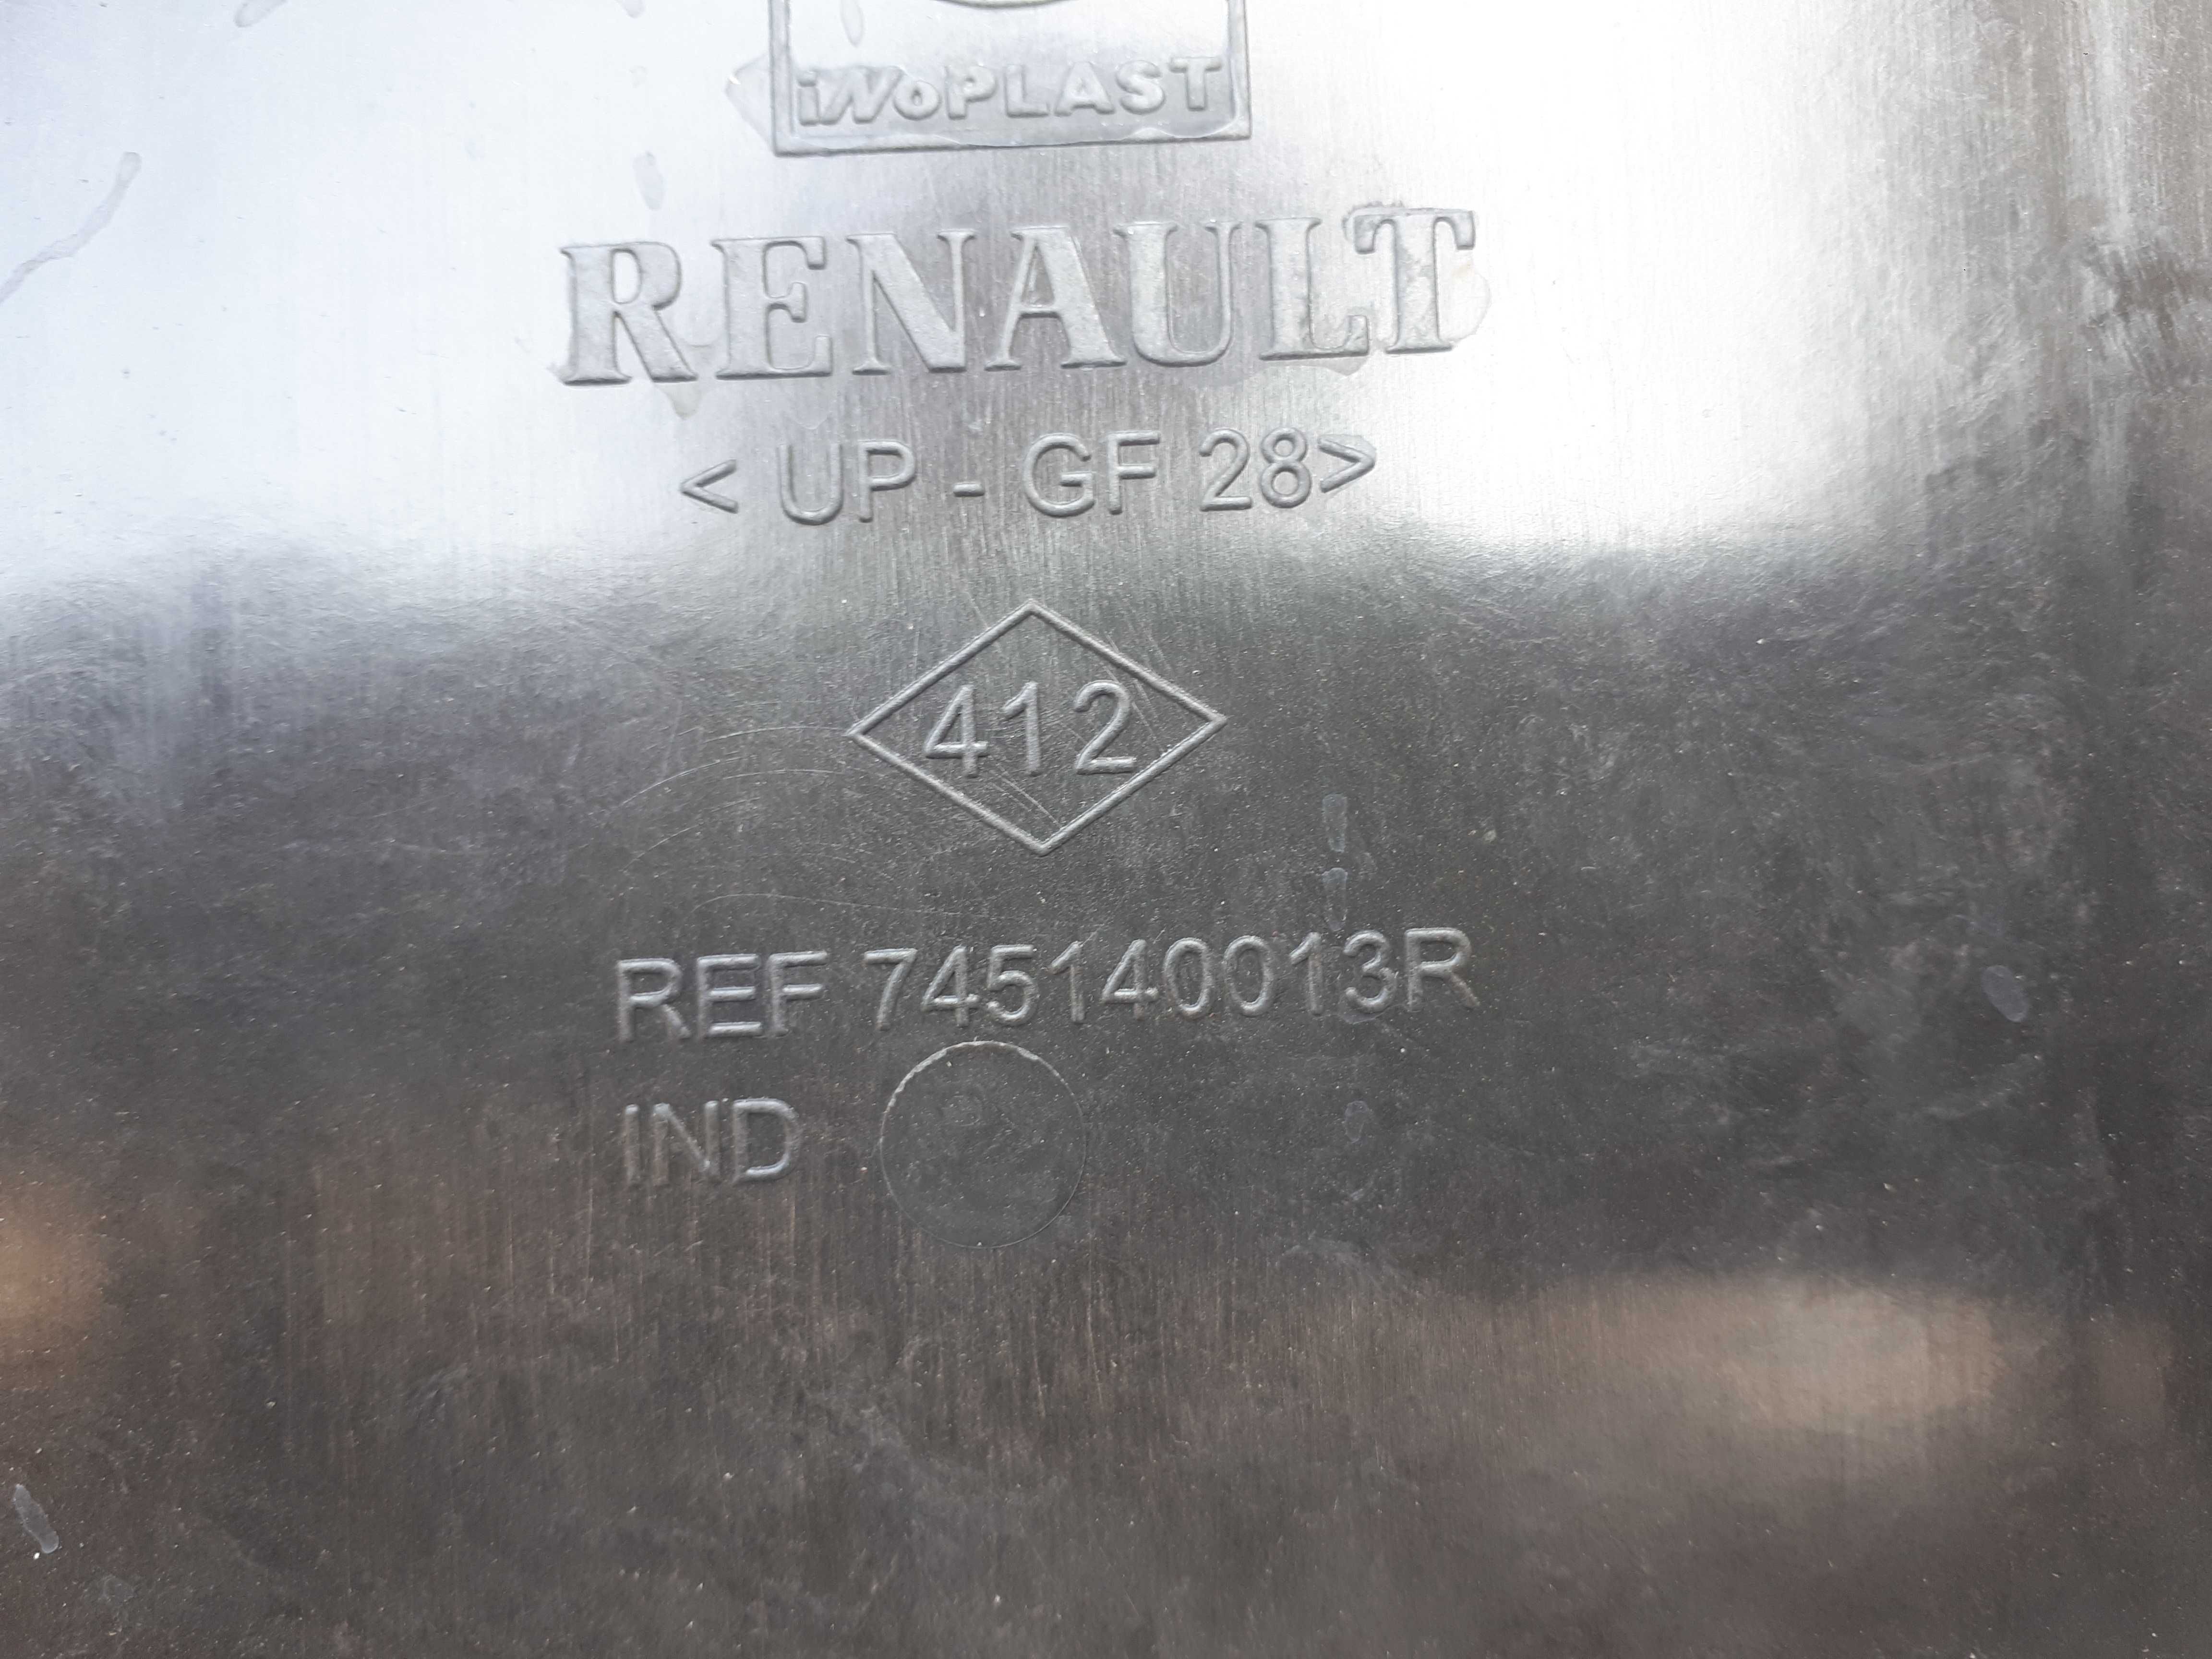 iWoPLAST
RENAULT
< UP - GF 28>
412
REF 745140013R
IND